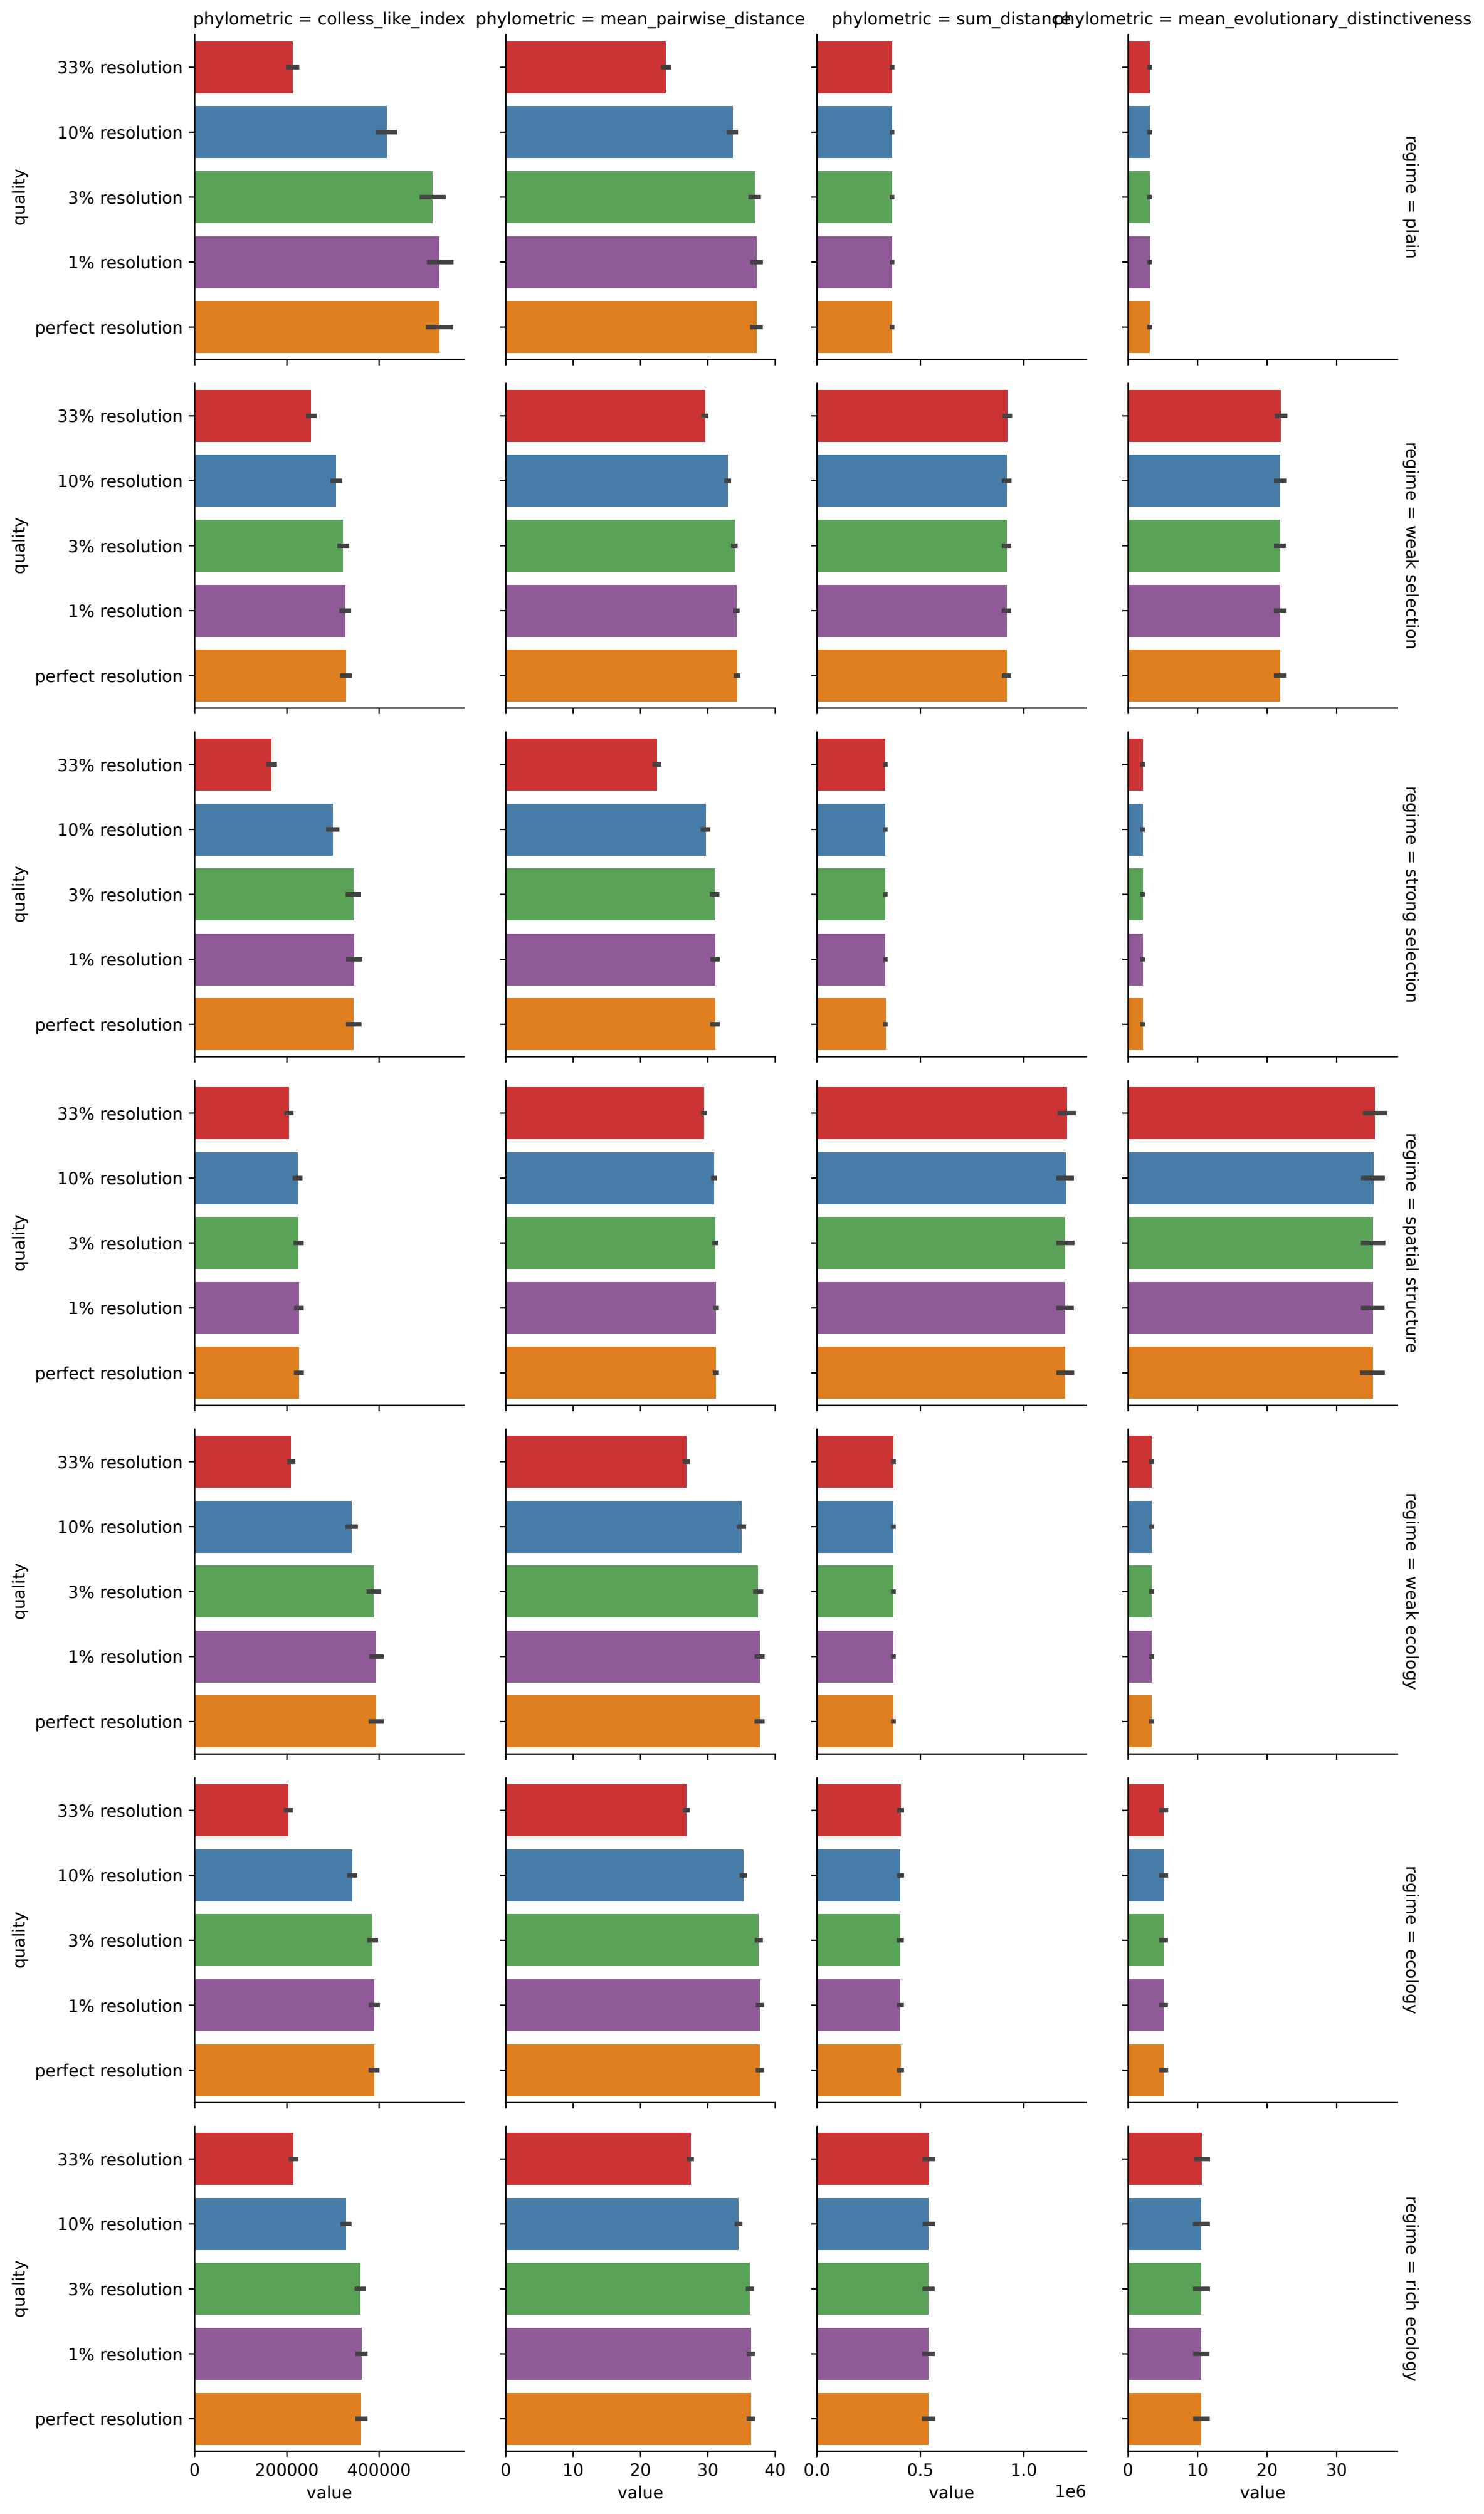 phylometric = colless_like_index phylometric = mean_pairwise_distance phylometric = sum_distance phylometric = mean_evolutionary_distinctiveness
33% resolution
10% resolution
3% resolution
1% resolution
perfect resolution
quality
regime = plain
33% resolution
10% resolution
3% resolution
1% resolution
perfect resolution
quality
regime = weak selection
33% resolution
10% resolution
3% resolution
1% resolution
perfect resolution
quality
regime = strong selection
33% resolution
10% resolution
3% resolution
1% resolution
perfect resolution
quality
regime = spatial structure
33% resolution
10% resolution
3% resolution
1% resolution
perfect resolution
quality
regime = weak ecology
33% resolution
10% resolution
3% resolution
1% resolution
perfect resolution
quality
regime = ecology
33% resolution
10% resolution
3% resolution
1% resolution
perfect resolution
quality
regime = rich ecology
0 200000 400000 0 10 20 30 40 0.0 0.5 1.0 0 10 20 30
1e6
value value value value